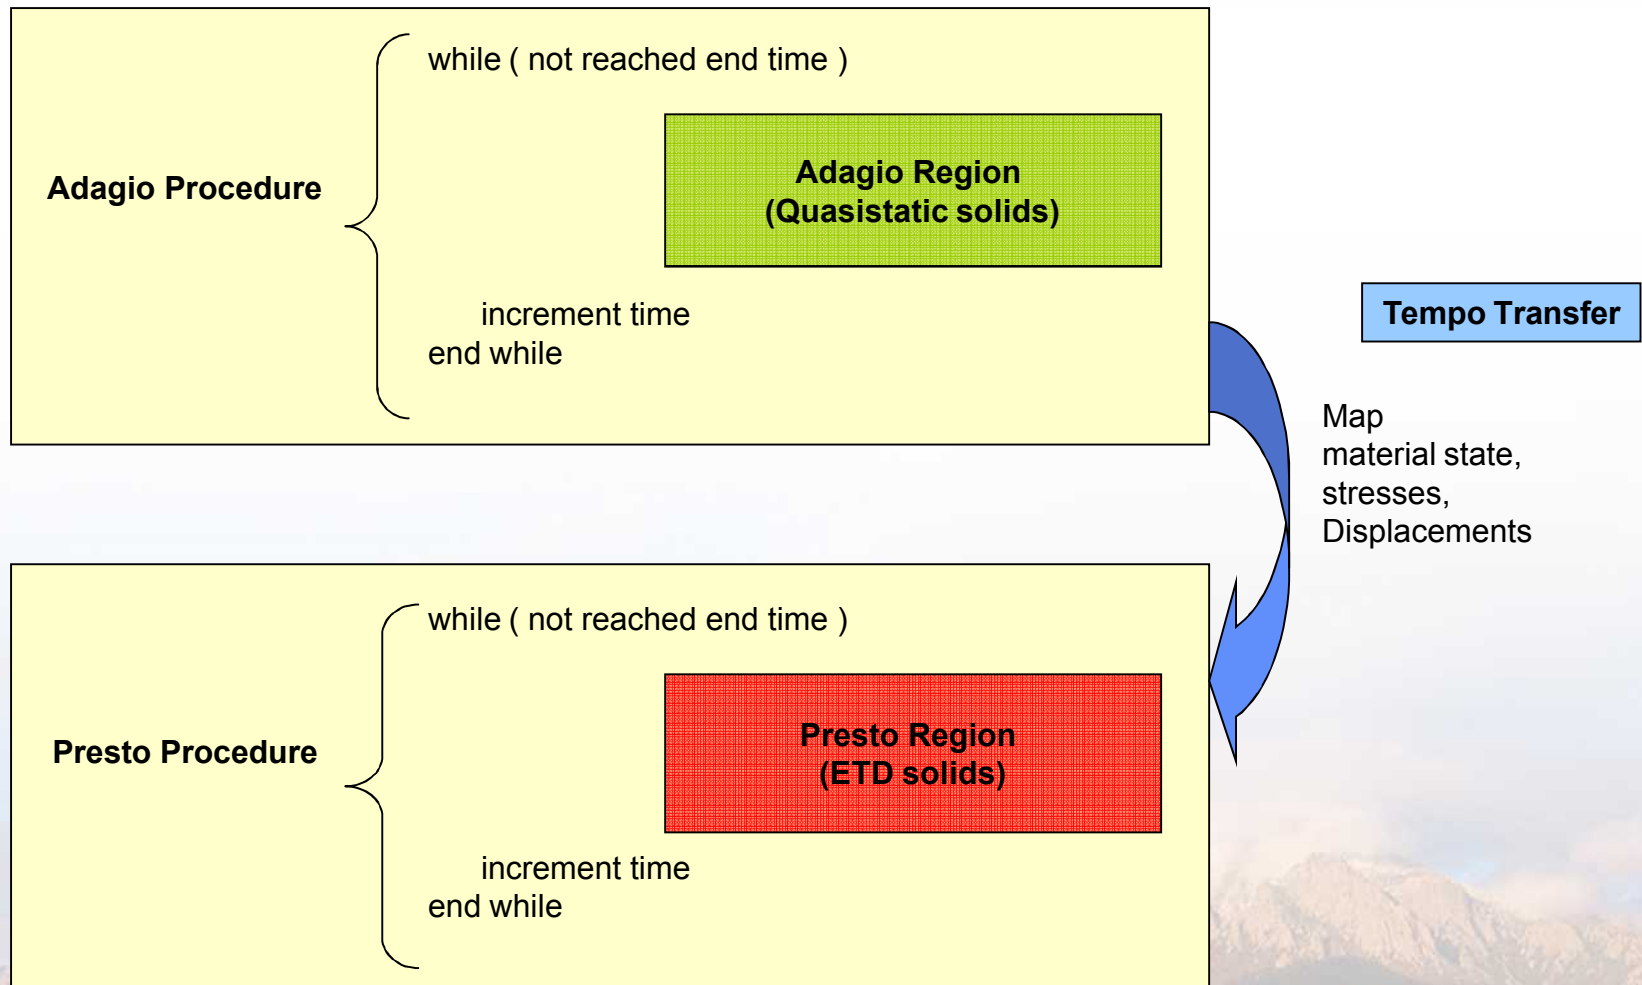 while ( not reached end time )
Adagio Region
(Quasistatic solids)
Adagio Procedure
increment time
end while
Tempo Transfer
Map
material state,
stresses,
Displacements
while ( not reached end time )
Presto Region
(ETD solids)
Presto Procedure
increment time
end while